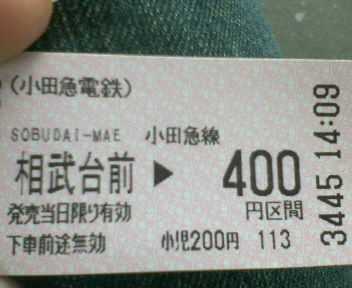 (小田急電鉄)
SOBUDAI-MAE 小田急線
相武台前 ▶ 400
発売当日限り有効 円区間
下車前途無効 小児200円 113
3445 14:09